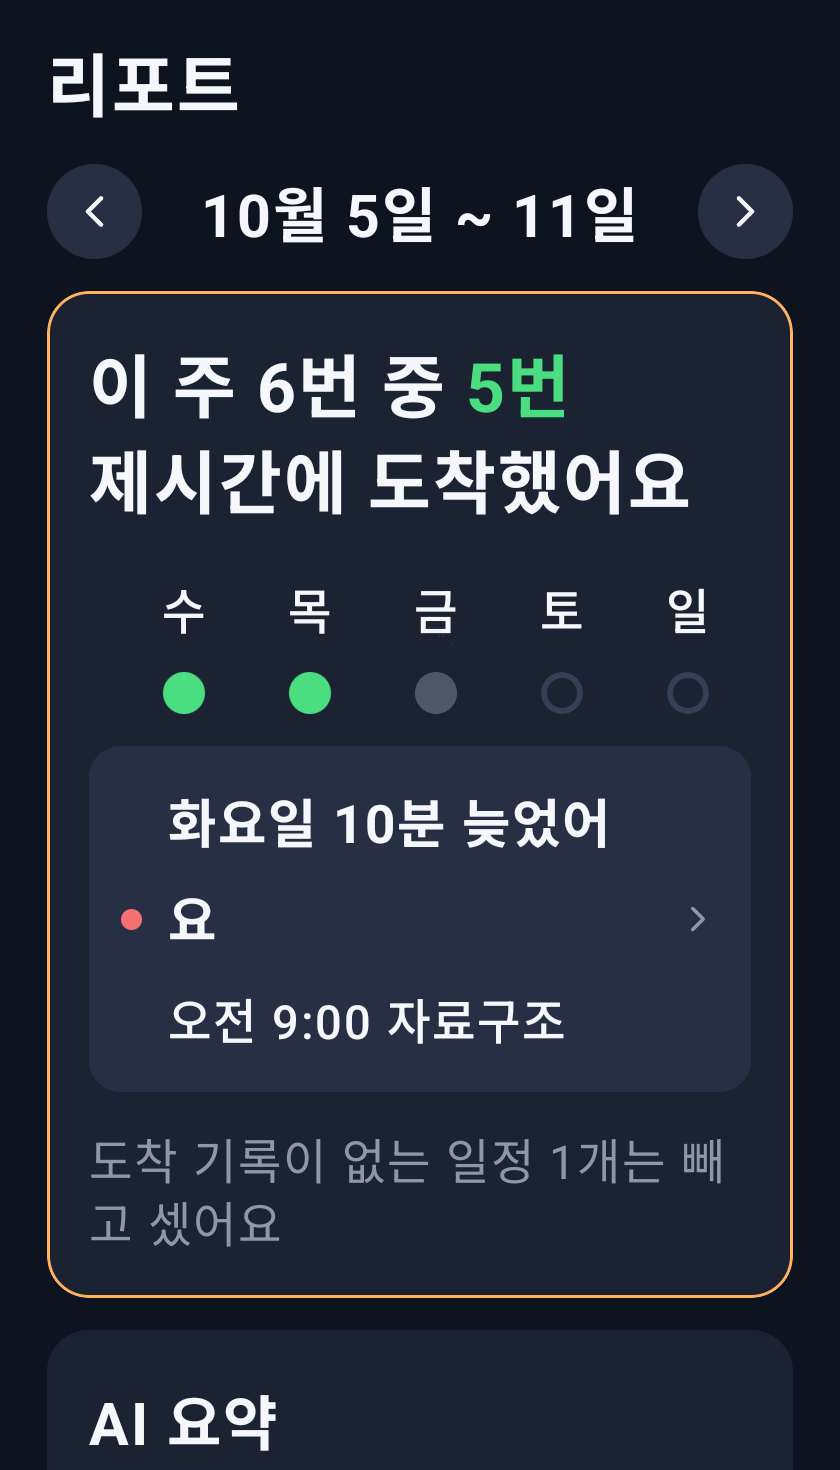 리포트
10월 5일 ~ 11일
이 주 6번 중 5번
제시간에 도착했어요
수 목 금 토 일
화요일 10분 늦었어
요
오전 9:00 자료구조
도착 기록이 없는 일정 1개는 빼
고 셌어요
AI 요약